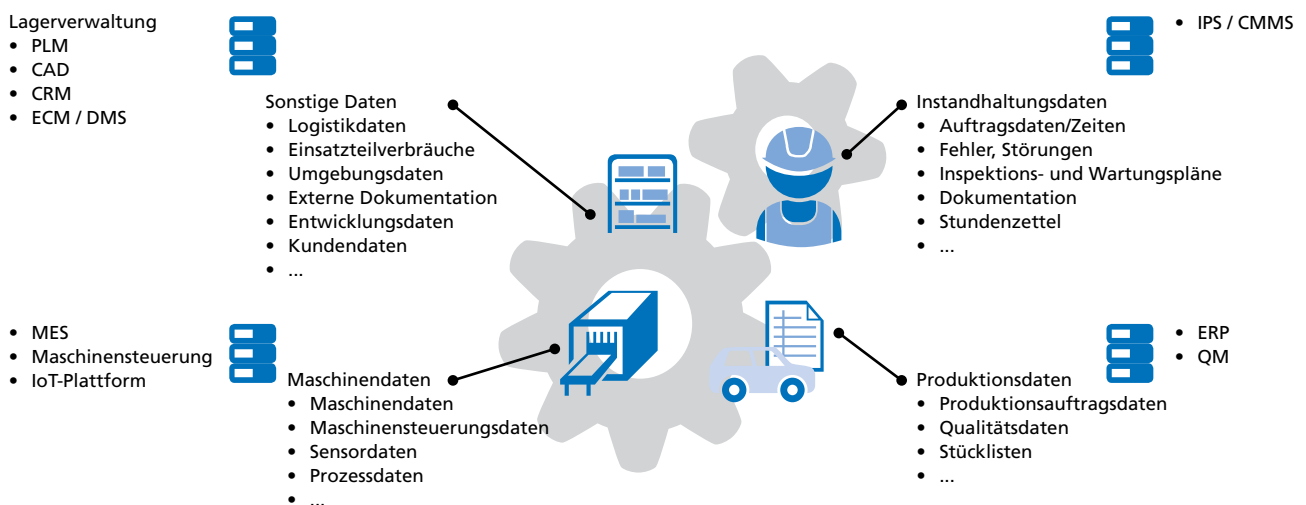 Lagerverwaltung
• PLM
• CAD
• CRM
• ECM / DMS
Sonstige Daten
• Logistikdaten
• Einsatzteilverbräuche
• Umgebungsdaten
• Externe Dokumentation
• Entwicklungsdaten
• Kundendaten
• ...
• IPS / CMMS
Instandhaltungsdaten
• Auftragsdaten/Zeiten
• Fehler, Störungen
• Inspektions- und Wartungspläne
• Dokumentation
• Stundenzettel
• ...
• MES
• Maschinensteuerung
• IoT-Plattform
Maschinendaten
• Maschinendaten
• Maschinensteuerungsdaten
• Sensordaten
• Prozessdaten
• ...
• ERP
• QM
Produktionsdaten
• Produktionsauftragsdaten
• Qualitätsdaten
• Stücklisten
• ...